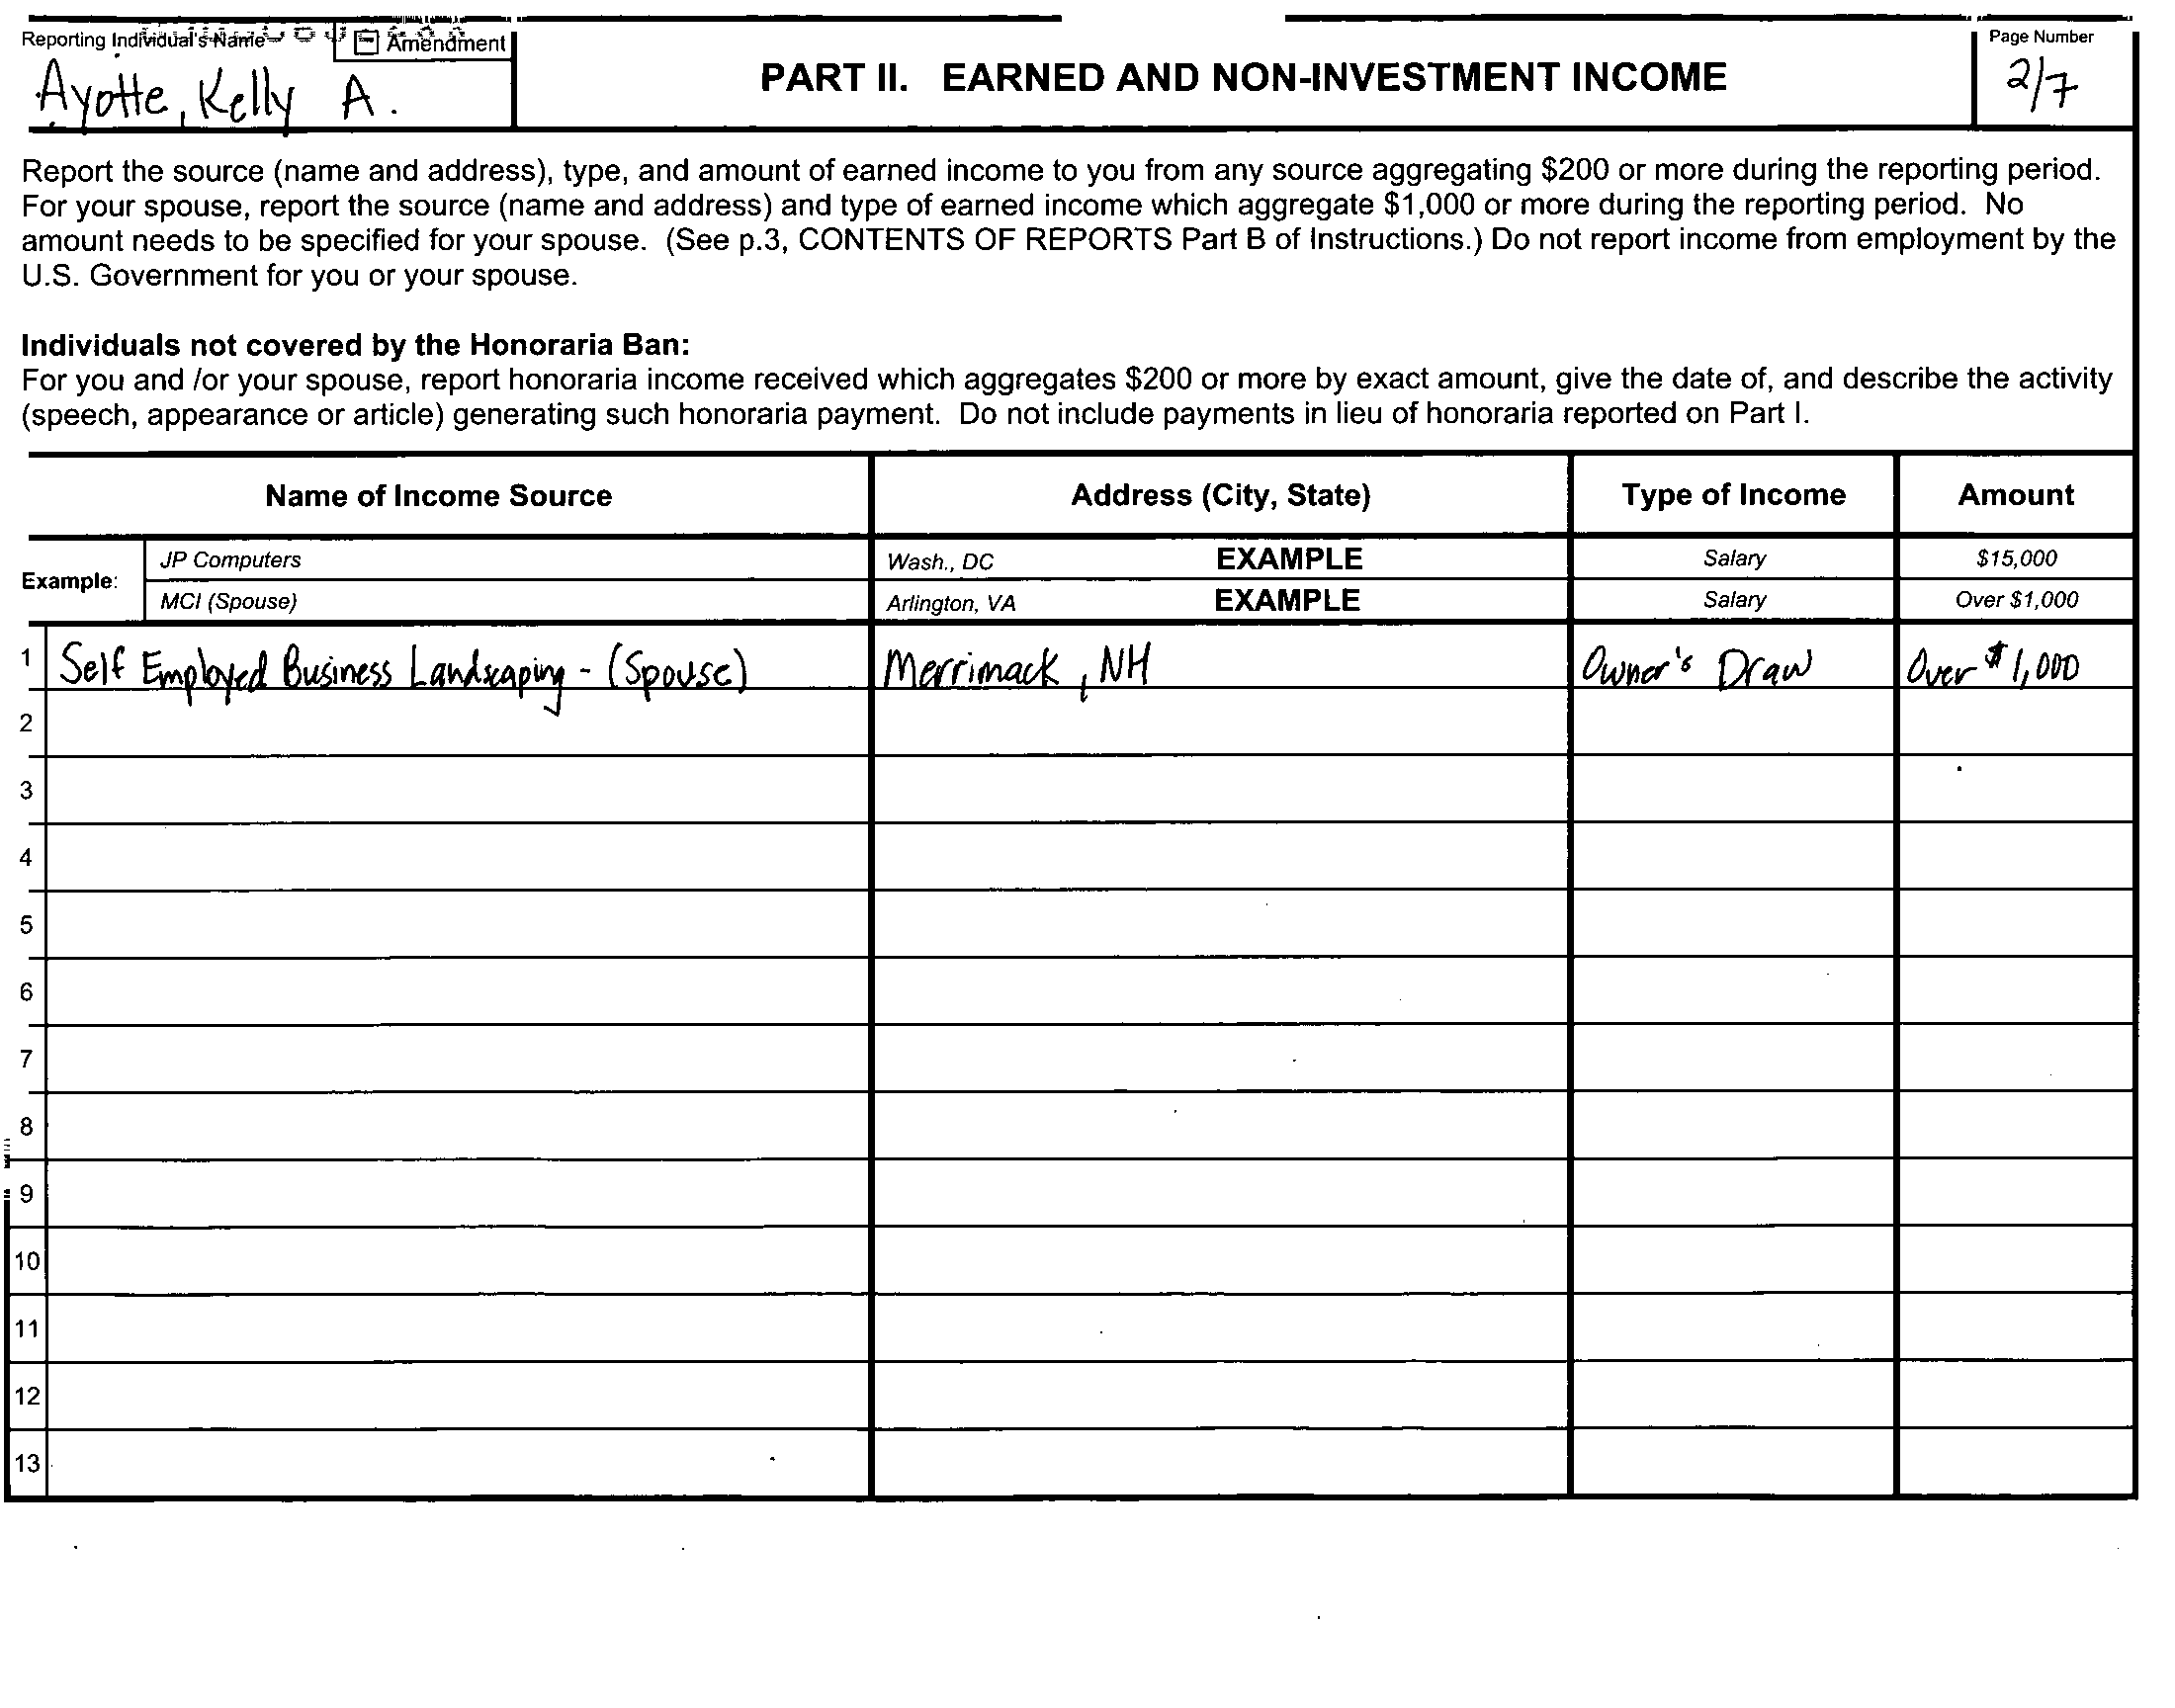 Reporting Individual's Name
Amendment
Ayotte, Kelly A.
PART II. EARNED AND NON-INVESTMENT INCOME
Page Number
2/7
Report the source (name and address), type, and amount of earned income to you from any source aggregating $200 or more during the reporting period.
For your spouse, report the source (name and address) and type of earned income which aggregate $1,000 or more during the reporting period. No
amount needs to be specified for your spouse. (See p.3, CONTENTS OF REPORTS Part B of Instructions.) Do not report income from employment by the
U.S. Government for you or your spouse.
Individuals not covered by the Honoraria Ban:
For you and /or your spouse, report honoraria income received which aggregates $200 or more by exact amount, give the date of, and describe the activity
(speech, appearance or article) generating such honoraria payment. Do not include payments in lieu of honoraria reported on Part I.
Name of Income Source Address (City, State) Type of Income Amount
Example:
JP Computers Wash., DC EXAMPLE Salary $15,000
MCI (Spouse) Arlington, VA EXAMPLE Salary Over $1,000
1 Self Employed Business Landscaping - (Spouse) Merrimack, NH Owner's Draw Over $1,000
2
3
4
5
6
7
8
9
10
11
12
13